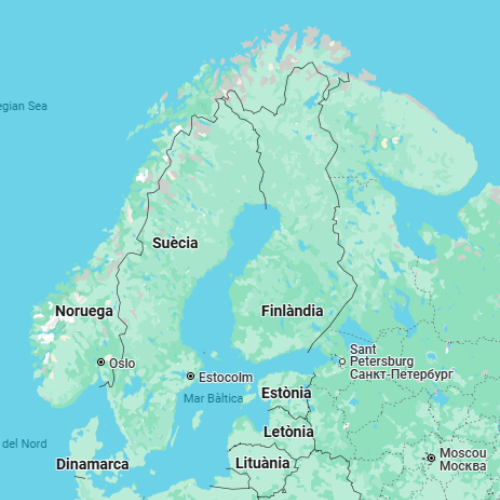 egian Sea
Suècia
Noruega
Finlàndia
Oslo
Sant
Petersburg
Санкт-Петербург
Estocolm
Estònia
Mar Bàltica
Letònia
del Nord
Dinamarca
Lituània
Moscou
Москва